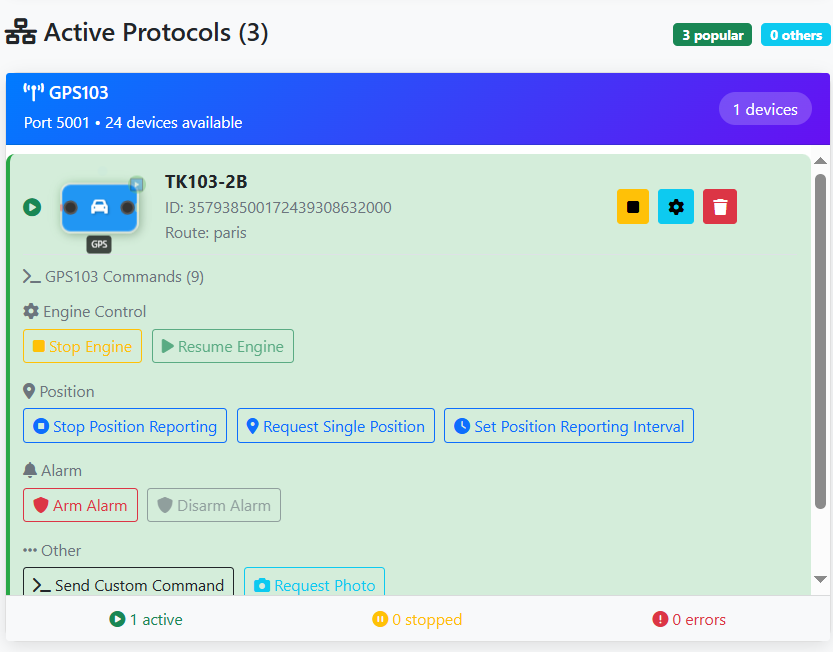 Active Protocols (3)
3 popular
0 others
GPS103
Port 5001 • 24 devices available
1 devices
TK103-2B
ID: 357938500172439308632000
Route: paris
GPS
GPS103 Commands (9)
Engine Control
Stop Engine
Resume Engine
Position
Stop Position Reporting
Request Single Position
Set Position Reporting Interval
Alarm
Arm Alarm
Disarm Alarm
Other
Send Custom Command
Request Photo
1 active
0 stopped
0 errors